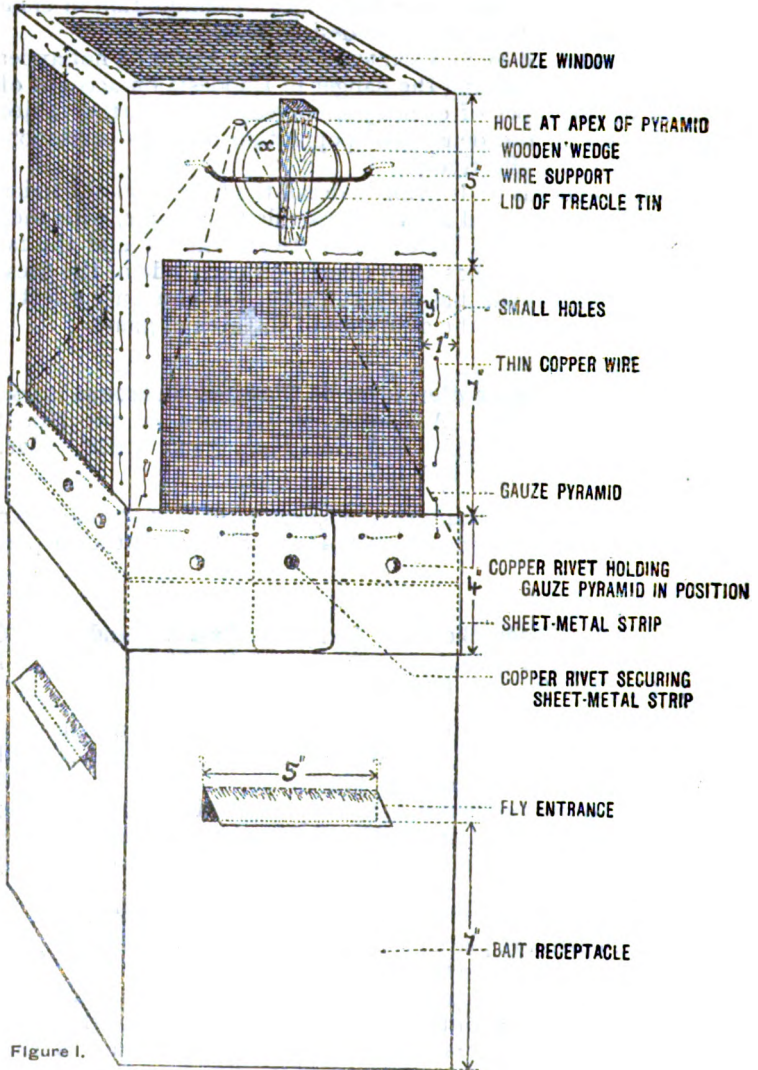 GAUZE WINDOW
HOLE AT APEX OF PYRAMID
x
WOODEN WEDGE
WIRE SUPPORT
5"
LID OF TREACLE TIN
y
SMALL HOLES
1"
THIN COPPER WIRE
7"
GAUZE PYRAMID
COPPER RIVET HOLDING
GAUZE PYRAMID IN POSITION
4"
SHEET-METAL STRIP
COPPER RIVET SECURING
SHEET-METAL STRIP
5"
FLY ENTRANCE
7"
BAIT RECEPTACLE
Figure I.